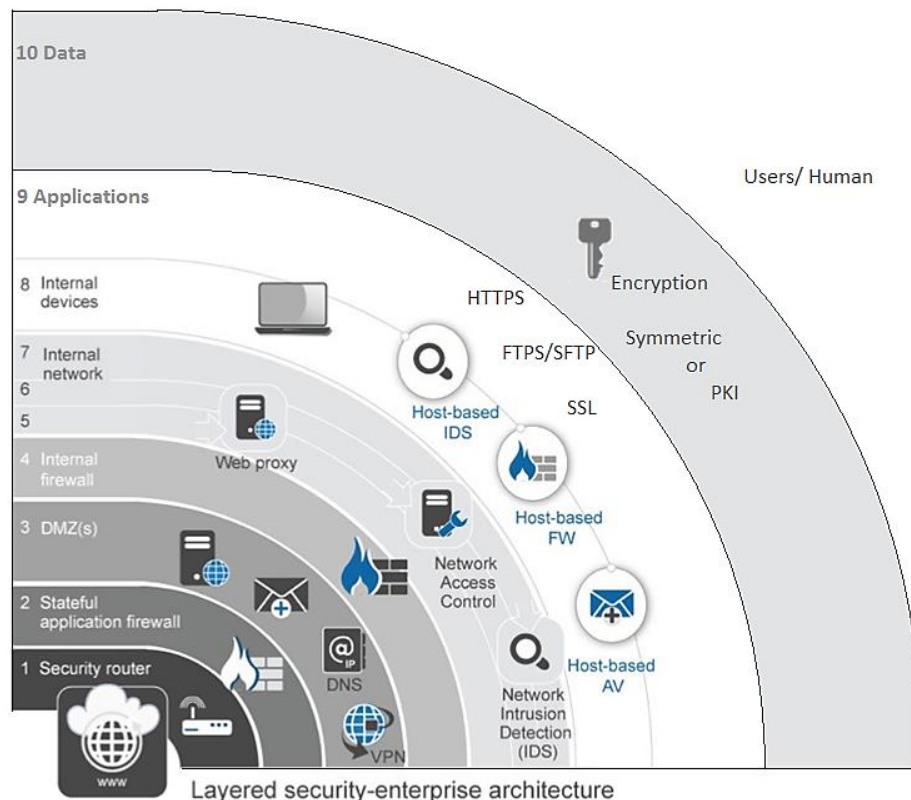 10 Data
Users/ Human
9 Applications
Encryption
8 Internal
devices
HTTPS
Symmetric
or
PKI
FTPS/SFTP
SSL
7 Internal
network
6
5
Host-based
IDS
Web proxy
4 Internal
firewall
Host-based
FW
3 DMZ(s)
Network
Access
Control
2 Stateful
application firewall
@
IP
DNS
Host-based
AV
1 Security router
Network
Intrusion
Detection
(IDS)
VPN
www
Layered security-enterprise architecture